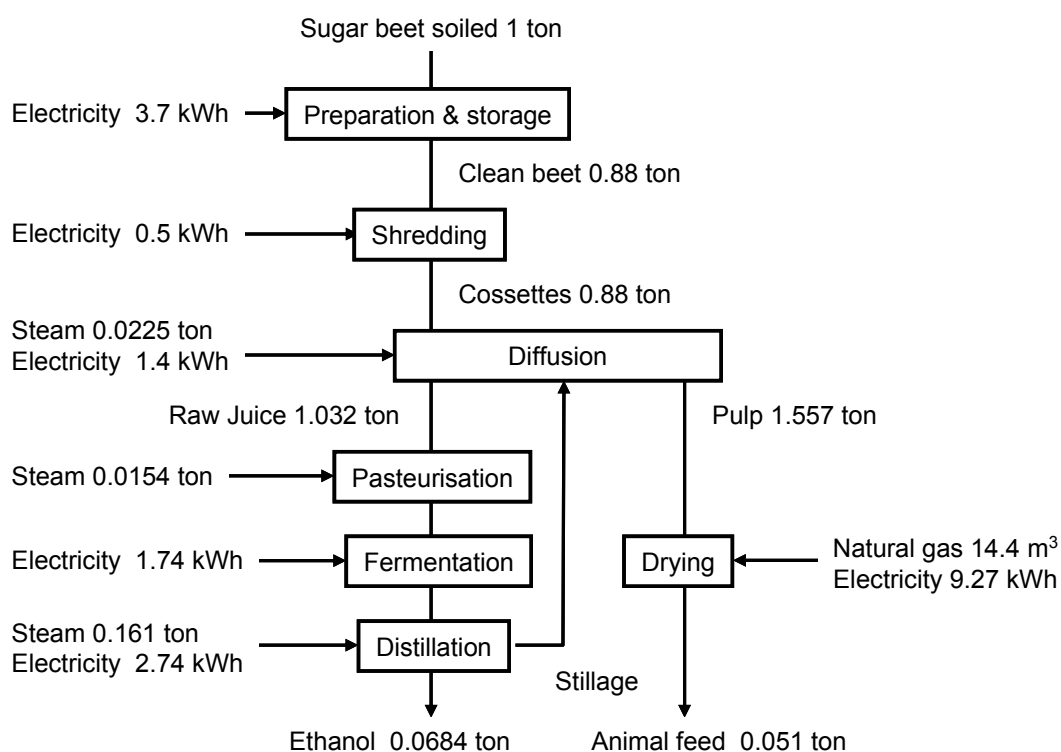 Sugar beet soiled 1 ton
Electricity 3.7 kWh
Preparation & storage
Clean beet 0.88 ton
Electricity 0.5 kWh
Shredding
Cossettes 0.88 ton
Steam 0.0225 ton
Electricity 1.4 kWh
Diffusion
Raw Juice 1.032 ton
Pulp 1.557 ton
Steam 0.0154 ton
Pasteurisation
Electricity 1.74 kWh
Fermentation
Drying
Natural gas 14.4 m³
Electricity 9.27 kWh
Steam 0.161 ton
Electricity 2.74 kWh
Distillation
Stillage
Ethanol 0.0684 ton
Animal feed 0.051 ton